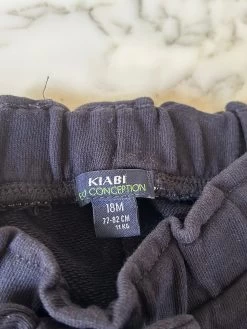 KIABI
ECO CONCEPTION
18M
77-82 CM
11 KG